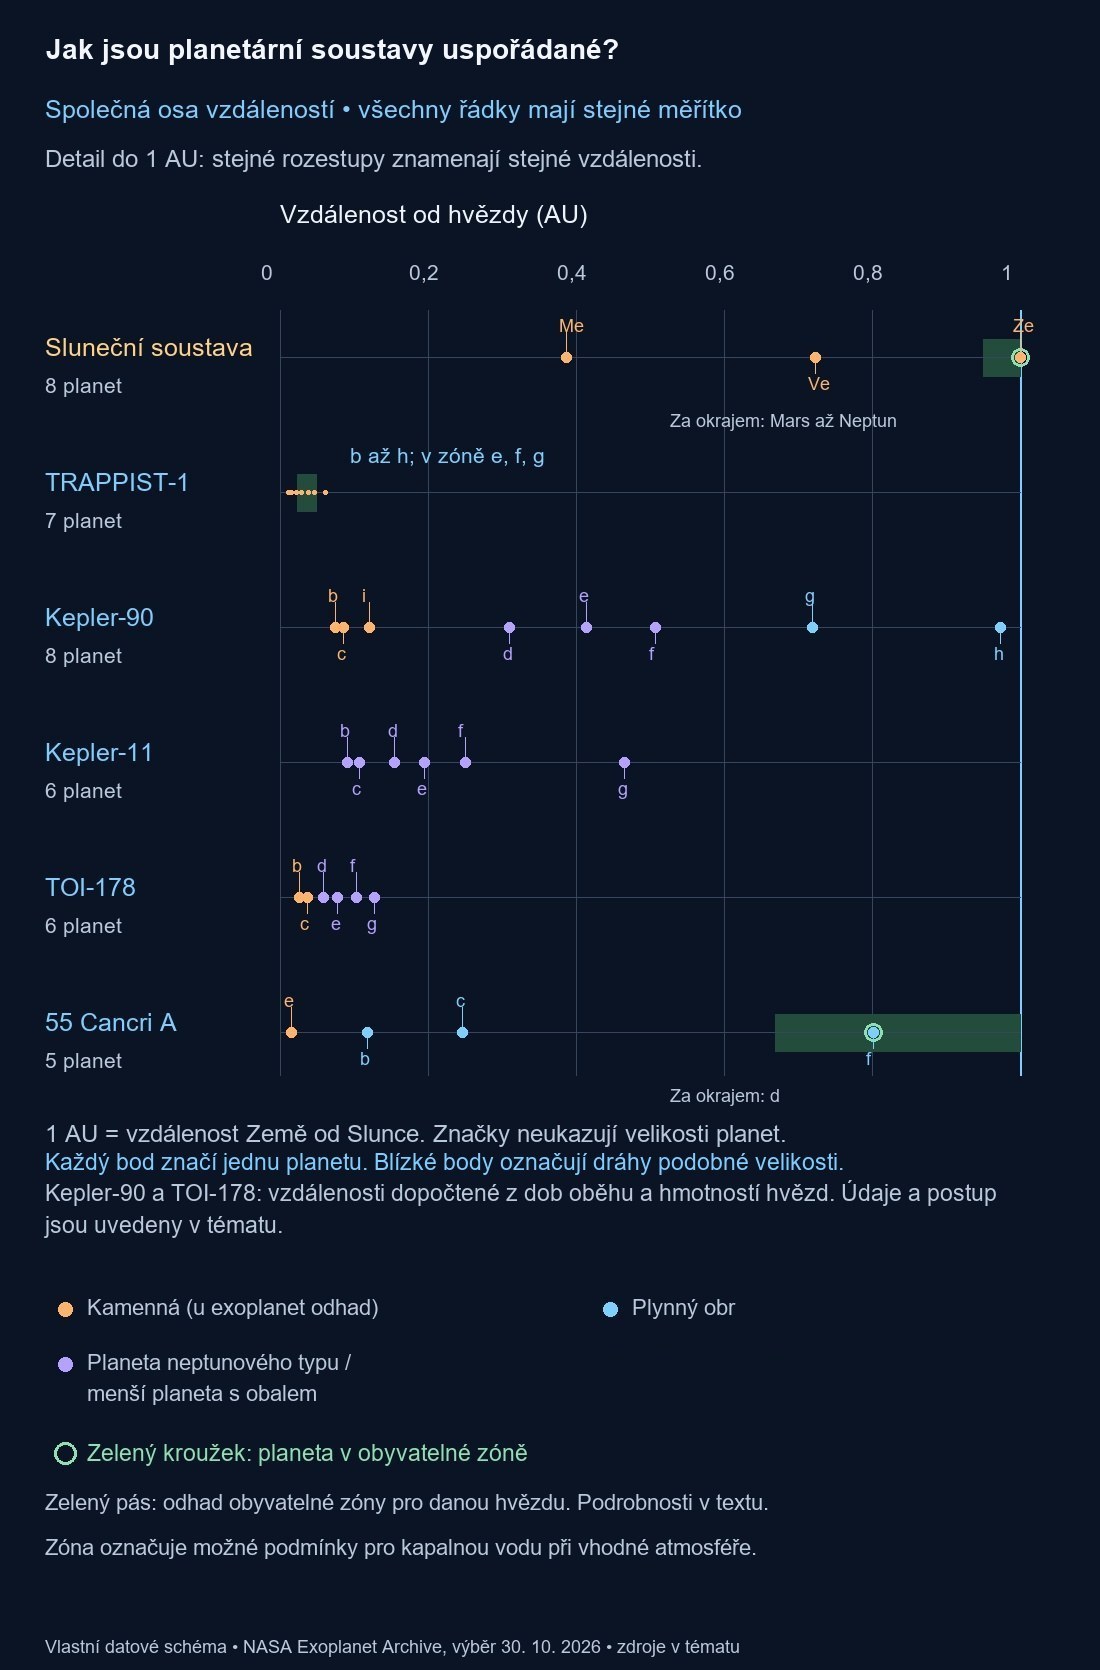 Jak jsou planetární soustavy uspořádané?
Společná osa vzdáleností • všechny řádky mají stejné měřítko
Detail do 1 AU: stejné rozestupy znamenají stejné vzdálenosti.
Vzdálenost od hvězdy (AU)
0 0,2 0,4 0,6 0,8 1
Me Ze
Sluneční soustava
8 planet
Ve
Za okrajem: Mars až Neptun
b až h; v zóně e, f, g
TRAPPIST-1
7 planet
b i e g
Kepler-90
8 planet
c d f h
b d f
Kepler-11
6 planet
c e g
b d f
TOI-178
6 planet
c e g
e c
55 Cancri A
5 planet
b f
Za okrajem: d
1 AU = vzdálenost Země od Slunce. Značky neukazují velikosti planet.
Každý bod značí jednu planetu. Blízké body označují dráhy podobné velikosti.
Kepler-90 a TOI-178: vzdálenosti dopočtené z dob oběhu a hmotností hvězd. Údaje a postup
jsou uvedeny v tématu.
Kamenná (u exoplanet odhad)
Plynný obr
Planeta neptunového typu /
menší planeta s obalem
Zelený kroužek: planeta v obyvatelné zóně
Zelený pás: odhad obyvatelné zóny pro danou hvězdu. Podrobnosti v textu.
Zóna označuje možné podmínky pro kapalnou vodu při vhodné atmosféře.
Vlastní datové schéma • NASA Exoplanet Archive, výběr 30. 10. 2026 • zdroje v tématu